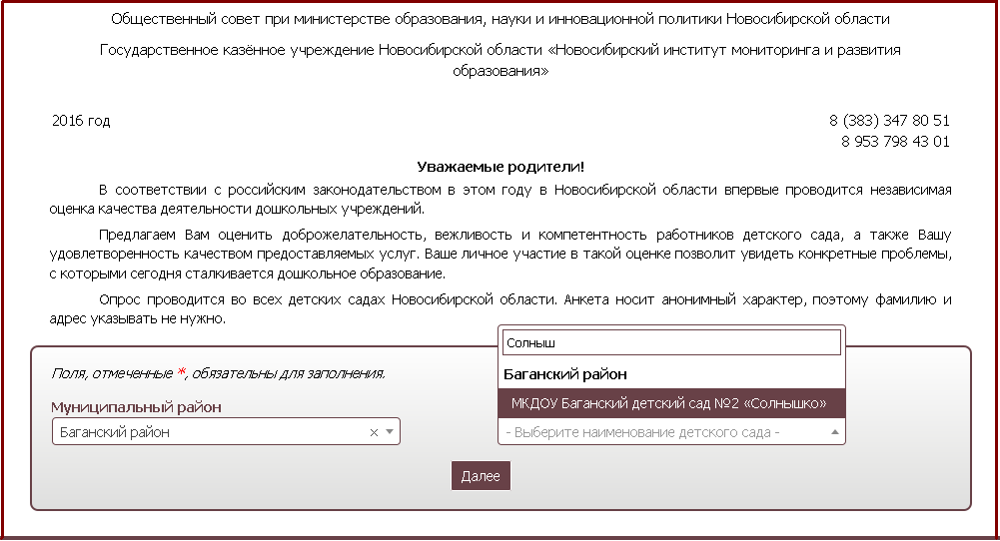 Общественный совет при министерстве образования, науки и инновационной политики Новосибирской области
Государственное казённое учреждение Новосибирской области «Новосибирский институт мониторинга и развития
образования»
2016 год
8 (383) 347 80 51
8 953 798 43 01
Уважаемые родители!
В соответствии с российским законодательством в этом году в Новосибирской области впервые проводится независимая
оценка качества деятельности дошкольных учреждений.
Предлагаем Вам оценить доброжелательность, вежливость и компетентность работников детского сада, а также Вашу
удовлетворенность качеством предоставляемых услуг. Ваше личное участие в такой оценке позволит увидеть конкретные проблемы,
с которыми сегодня сталкивается дошкольное образование.
Опрос проводится во всех детских садах Новосибирской области. Анкета носит анонимный характер, поэтому фамилию и
адрес указывать не нужно.
Поля, отмеченные *, обязательны для заполнения.
Муниципальный район
Баганский район
Солныш
Баганский район
МКДОУ Баганский детский сад №2 «Солнышко»
- Выберите наименование детского сада -
Далее